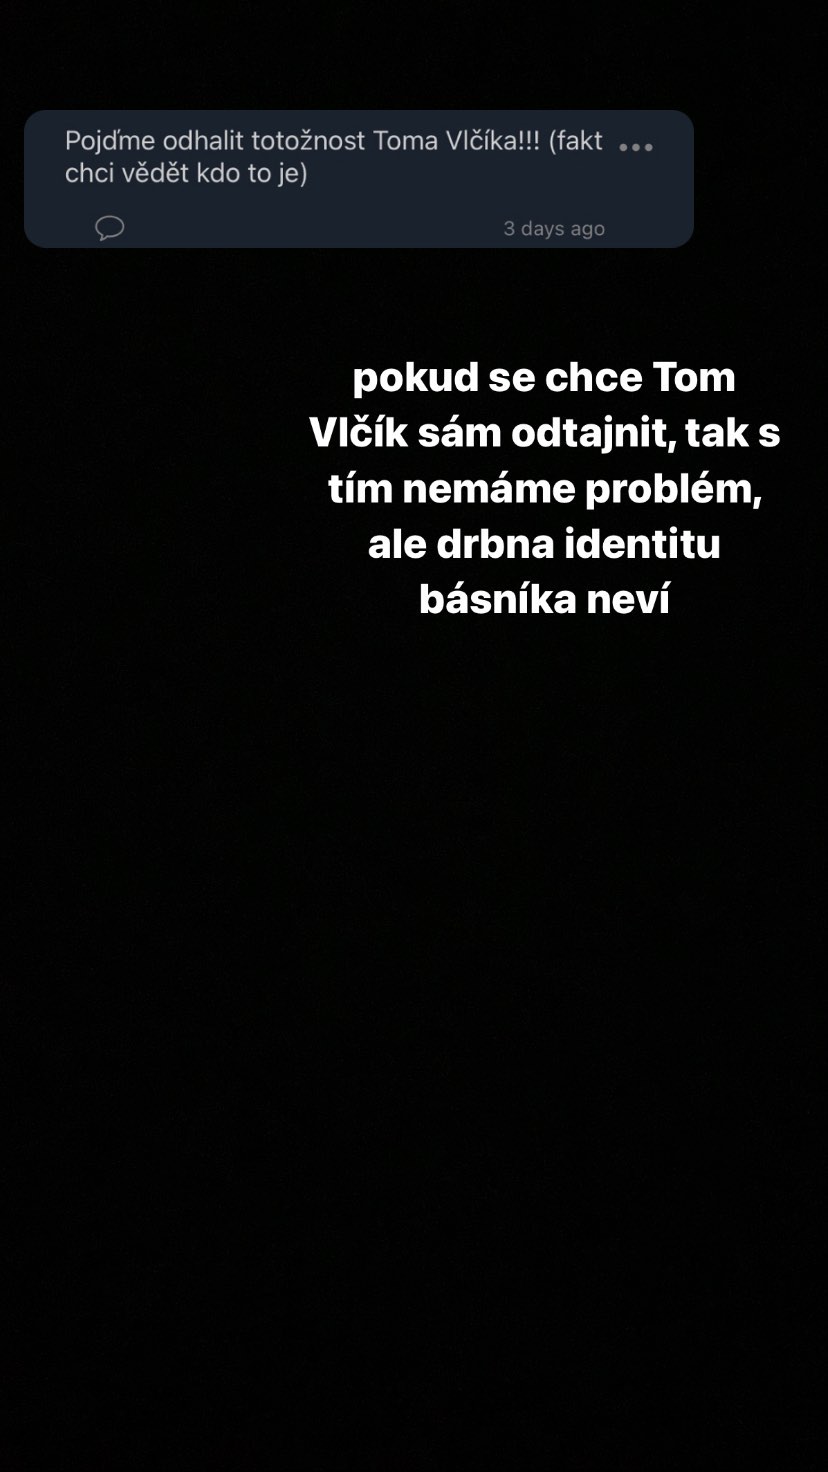 Pojďme odhalit totožnost Toma Vlčíka!!! (fakt
chci vědět kdo to je)
3 days ago
pokud se chce Tom
Vlčík sám odtajnit, tak s
tím nemáme problém,
ale drbna identitu
básníka neví